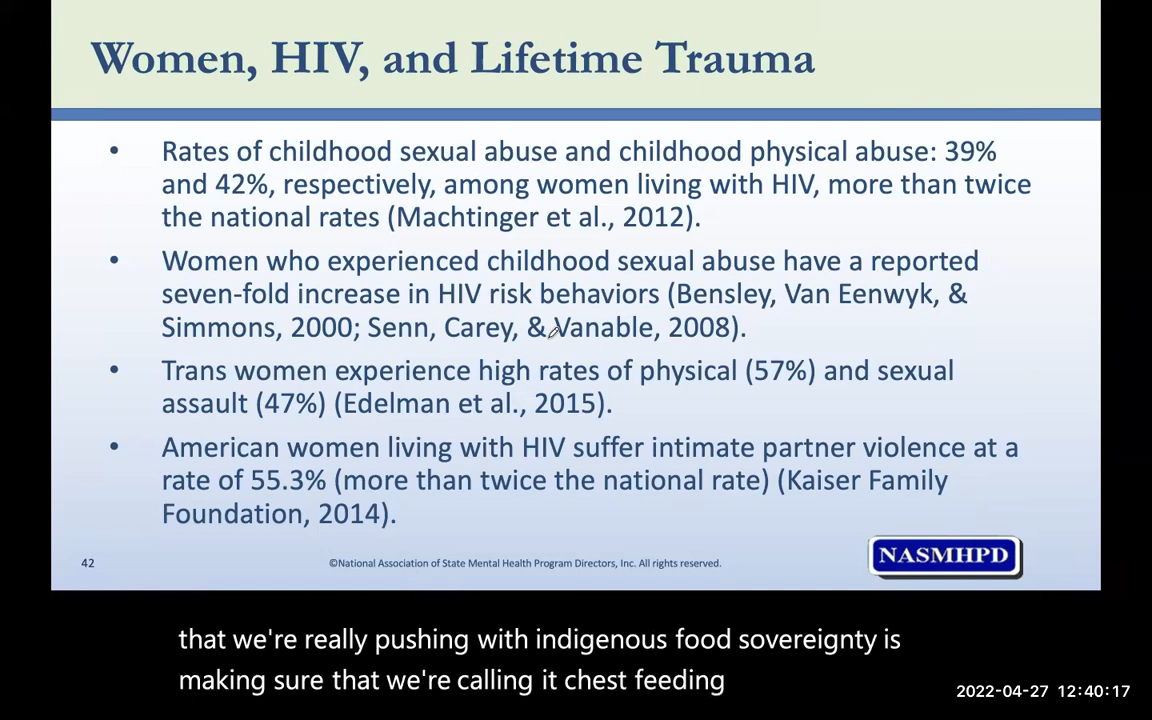 Women, HIV, and Lifetime Trauma
• Rates of childhood sexual abuse and childhood physical abuse: 39%
and 42%, respectively, among women living with HIV, more than twice
the national rates (Machtinger et al., 2012).
• Women who experienced childhood sexual abuse have a reported
seven-fold increase in HIV risk behaviors (Bensley, Van Eenwyk, &
Simmons, 2000; Senn, Carey, & Vanable, 2008).
• Trans women experience high rates of physical (57%) and sexual
assault (47%) (Edelman et al., 2015).
• American women living with HIV suffer intimate partner violence at a
rate of 55.3% (more than twice the national rate) (Kaiser Family
Foundation, 2014).
42
©National Association of State Mental Health Program Directors, Inc. All rights reserved.
NASMHPD
that we're really pushing with indigenous food sovereignty is
making sure that we're calling it chest feeding
2022-04-27 12:40:17